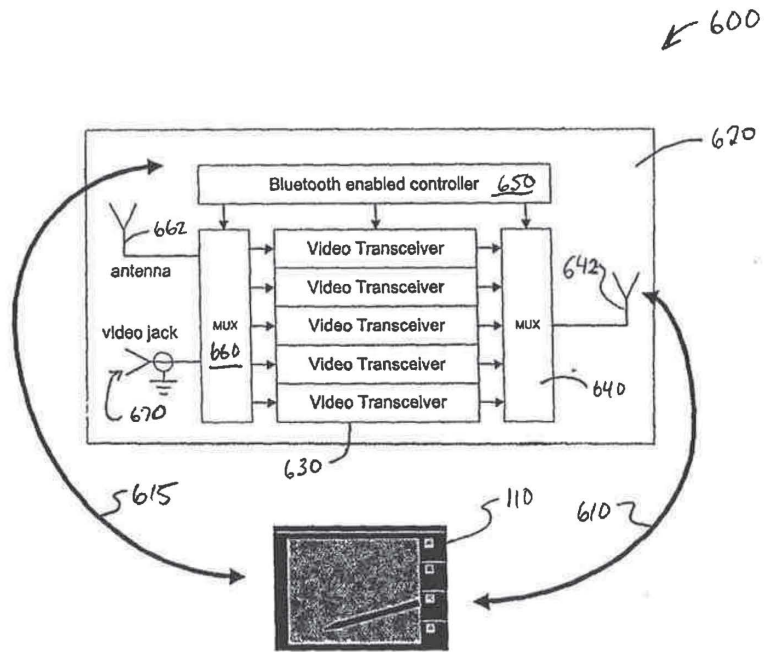 600
620
Bluetooth enabled controller 650
662
antenna
Video Transceiver
Video Transceiver
Video Transceiver
Video Transceiver
Video Transceiver
MUX
660
MUX
642
video jack
670
640
630
615
110
610